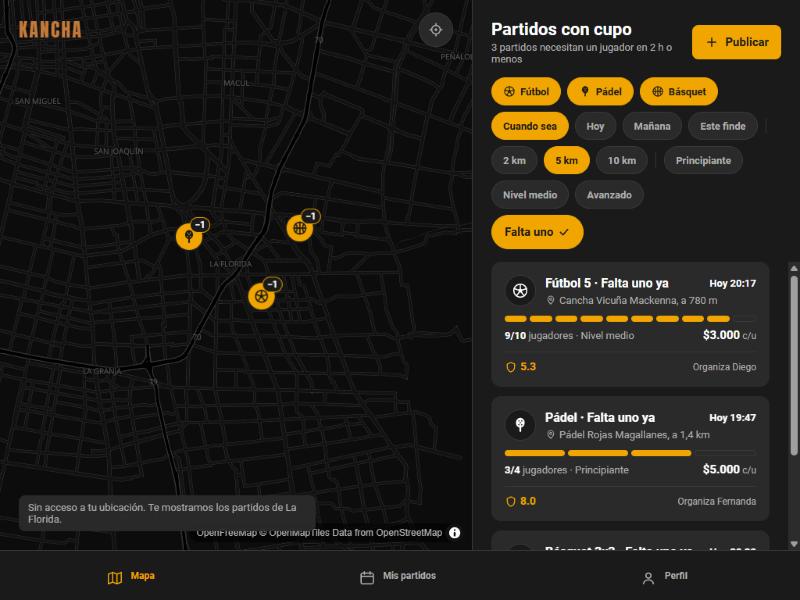 KANCHA
70
PEÑALOL
MACUL
SAN MIGUEL
SAN JOAQUÍN
−1
−1
LA FLORIDA
−1
70
LA GRANJA
79
Sin acceso a tu ubicación. Te mostramos los partidos de La
Florida.
OpenFreeMap © OpenMapTiles Data from OpenStreetMap
Partidos con cupo
3 partidos necesitan un jugador en 2 h o
menos
+ Publicar
Fútbol Pádel Básquet
Cuando sea Hoy Mañana Este finde
2 km 5 km 10 km Principiante
Nivel medio Avanzado
Falta uno ✓
Fútbol 5 · Falta uno ya Hoy 20:17
Cancha Vicuña Mackenna, a 780 m
9/10 jugadores · Nivel medio $3.000 c/u
5.3 Organiza Diego
Pádel · Falta uno ya Hoy 19:47
Pádel Rojas Magallanes, a 1,4 km
3/4 jugadores · Principiante $5.000 c/u
8.0 Organiza Fernanda
Mapa Mis partidos Perfil